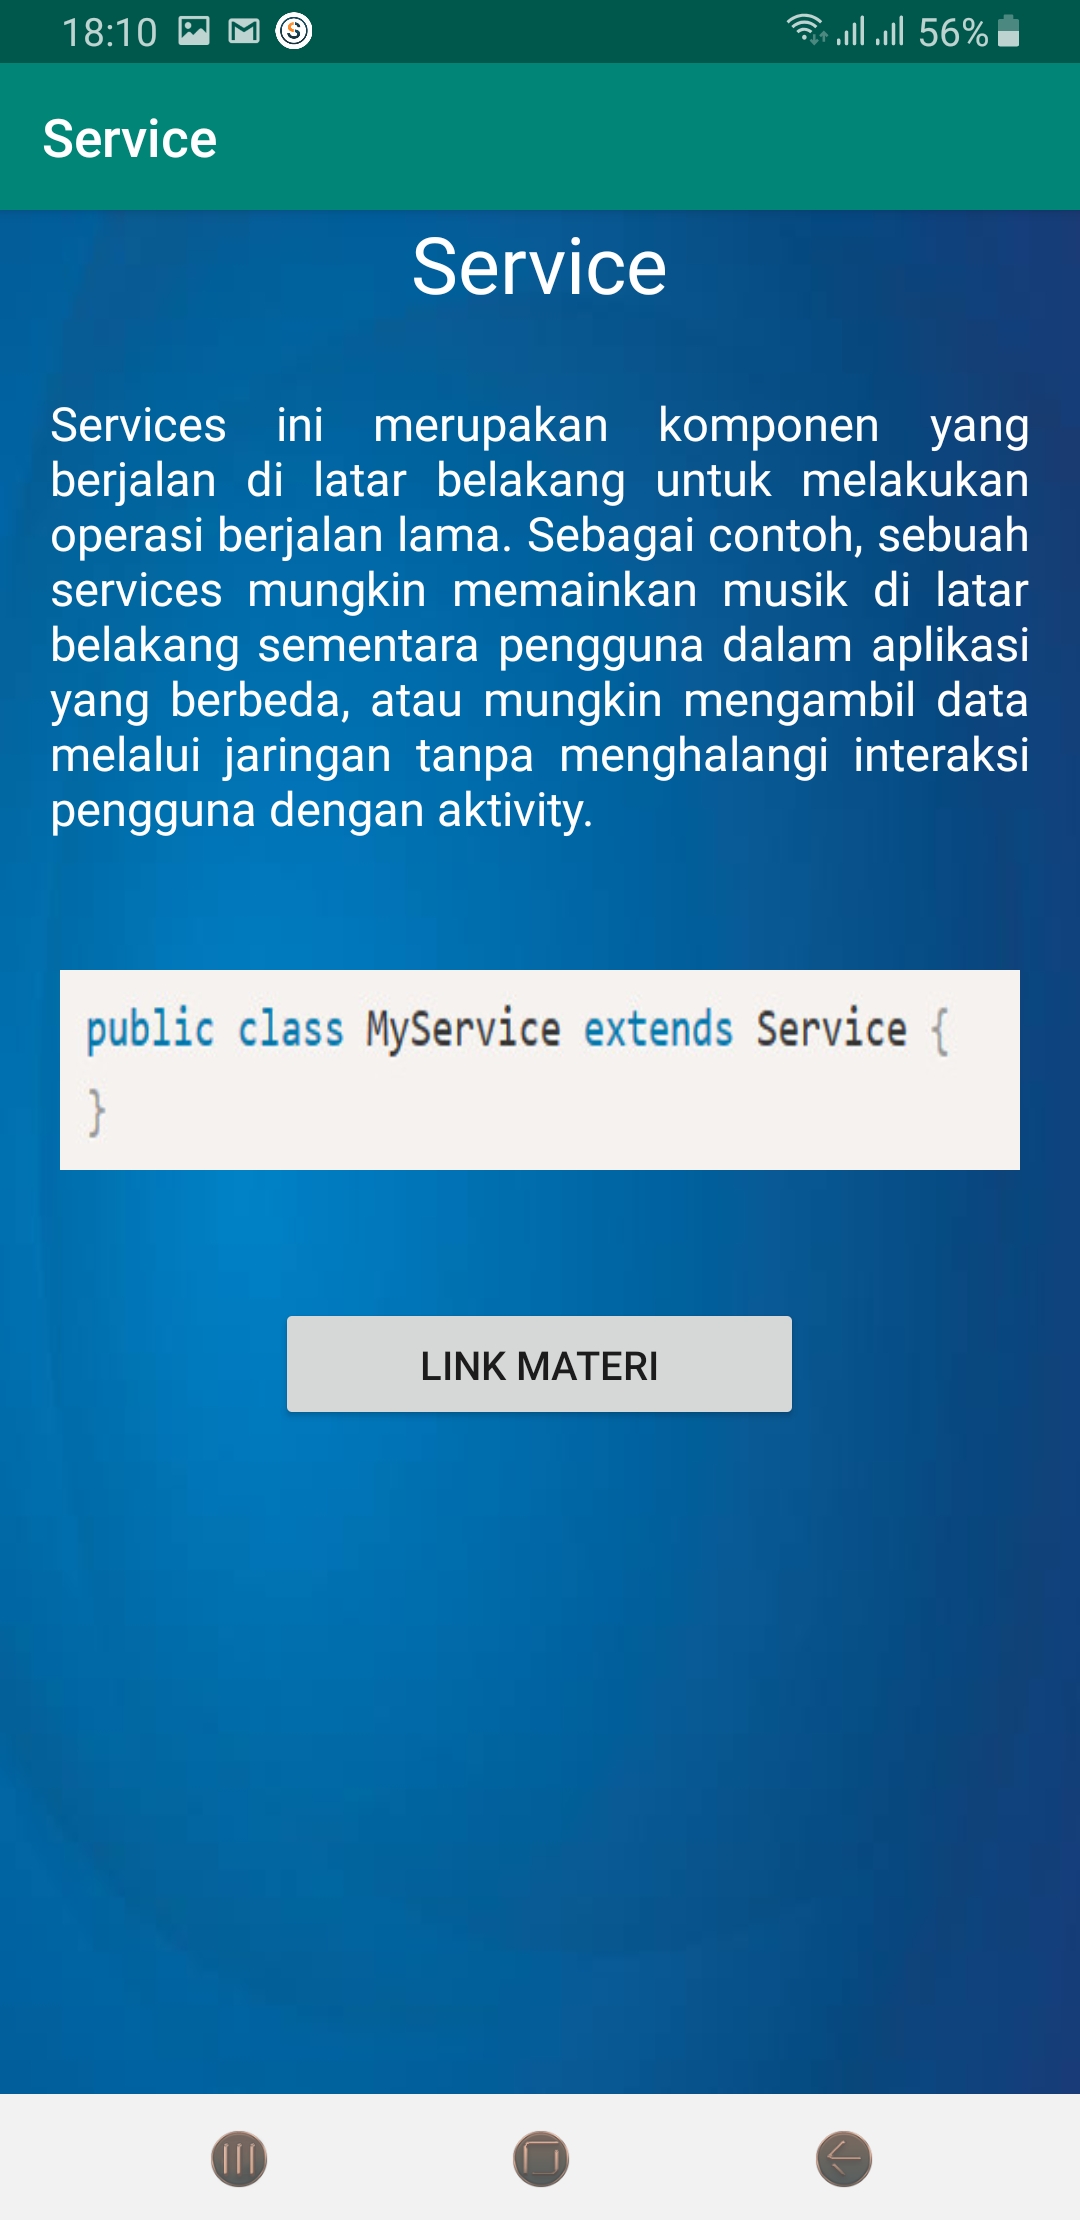 18:10
56%
Service
Service
Services ini merupakan komponen yang
berjalan di latar belakang untuk melakukan
operasi berjalan lama. Sebagai contoh, sebuah
services mungkin memainkan musik di latar
belakang sementara pengguna dalam aplikasi
yang berbeda, atau mungkin mengambil data
melalui jaringan tanpa menghalangi interaksi
pengguna dengan aktivity.
public class MyService extends Service {
}
LINK MATERI